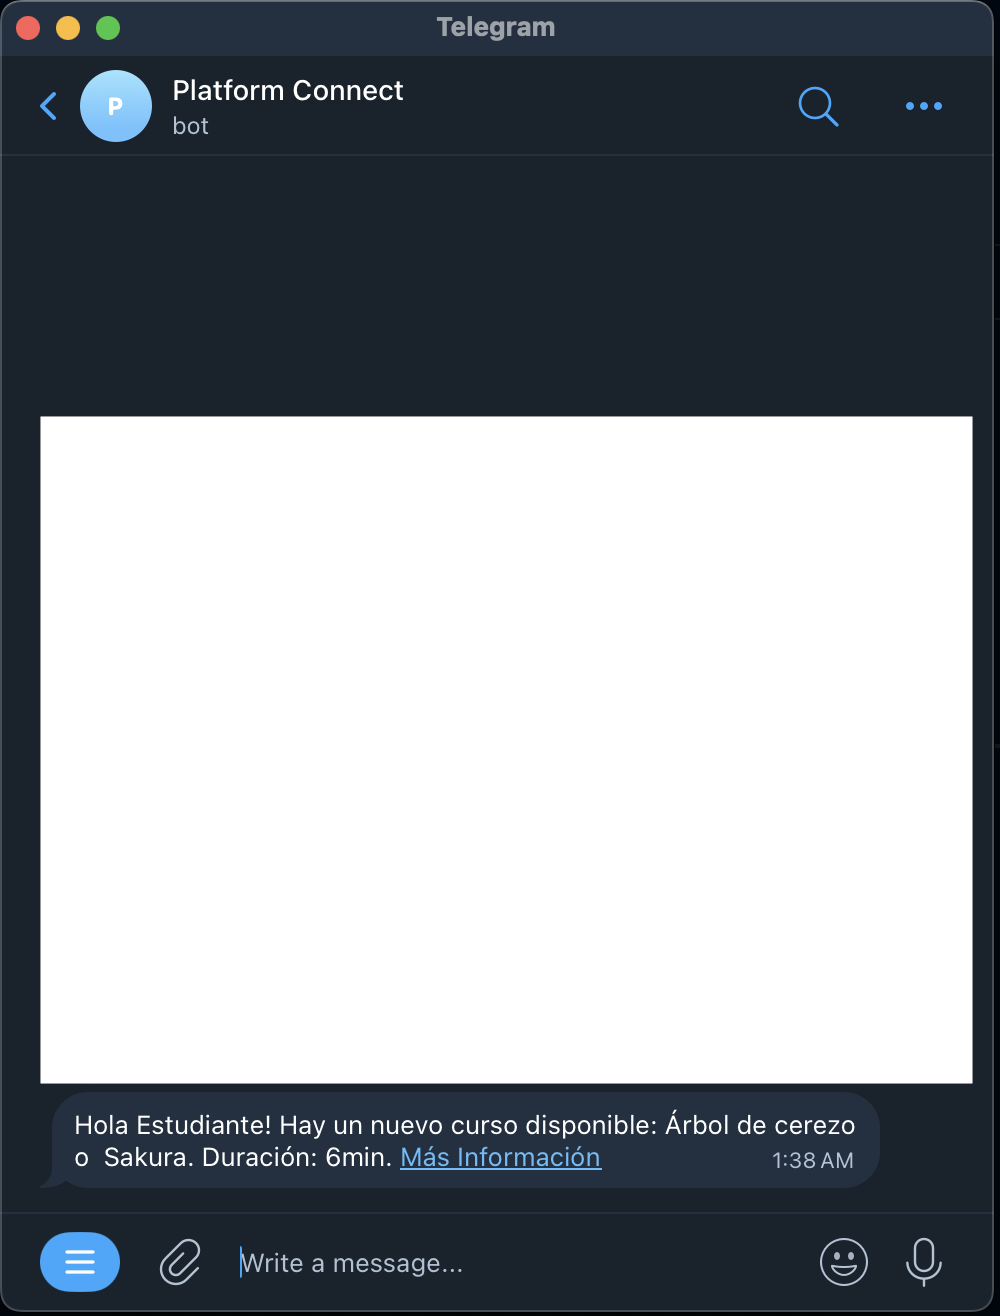 Telegram
P
Platform Connect
bot
Hola Estudiante! Hay un nuevo curso disponible: Árbol de cerezo
o  Sakura. Duración: 6min. Más Información
1:38 AM
Write a message...